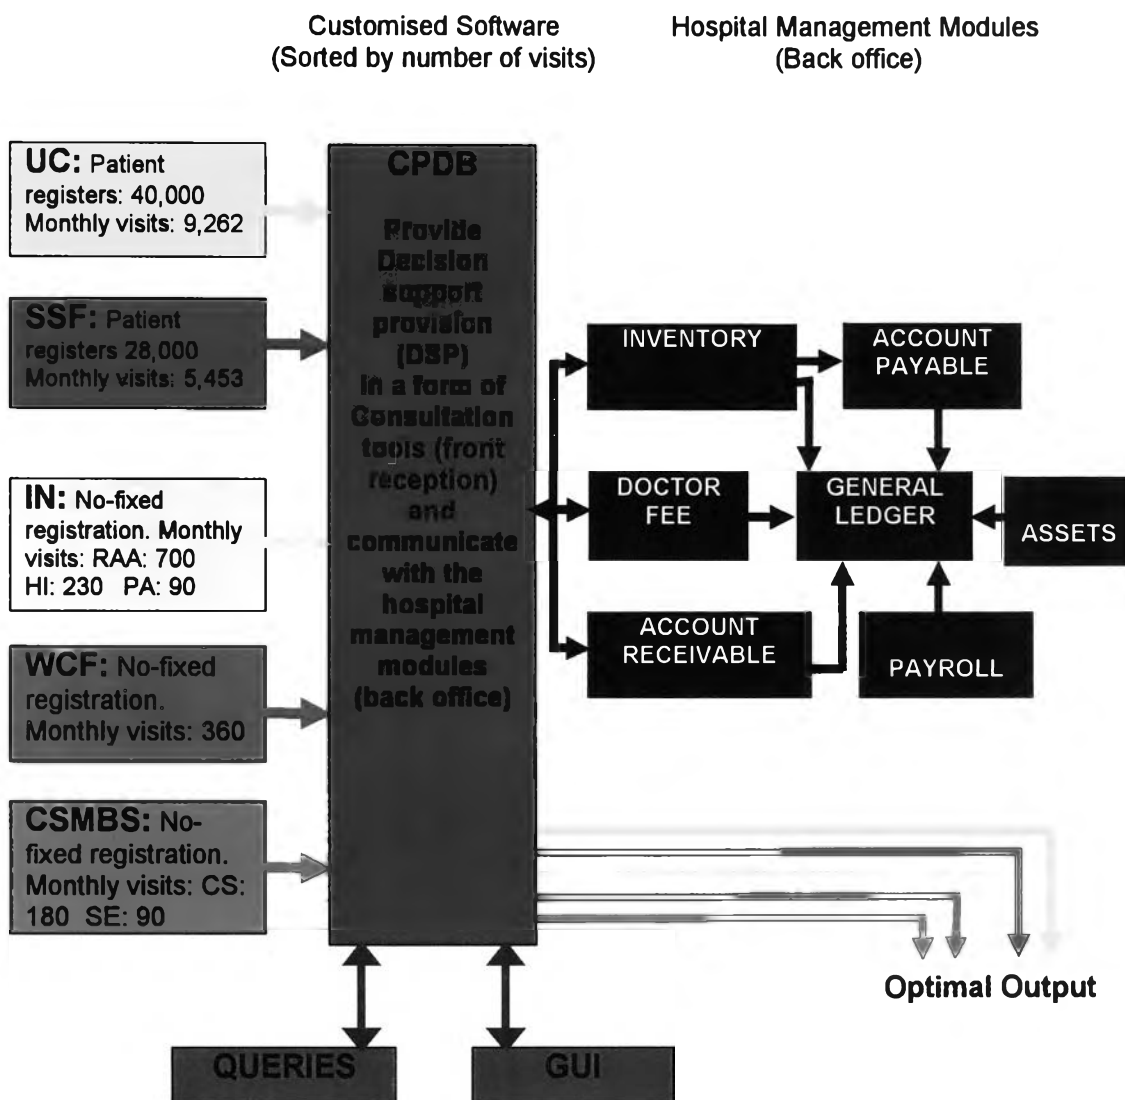 Customised Software
(Sorted by number of visits)
Hospital Management Modules
(Back office)
UC: Patient
registers: 40,000
Monthly visits: 9,262
SSF: Patient
registers 28,000
Monthly visits: 5,453
IN: No-fixed
registration. Monthly
visits: RAA: 700
HI: 230 PA: 90
WCF: No-fixed
registration.
Monthly visits: 360
CSMBS: No-
fixed registration.
Monthly visits: CS:
180 SE: 90
CPDB
Provide
Decision
support
provision
(DSP)
in a form of
Consultation
tools (front
reception)
and
communicate
with the
hospital
management
modules
(back office)
INVENTORY
ACCOUNT
PAYABLE
DOCTOR
FEE
GENERAL
LEDGER
ASSETS
ACCOUNT
RECEIVABLE
PAYROLL
Optimal Output
QUERIES
GUI